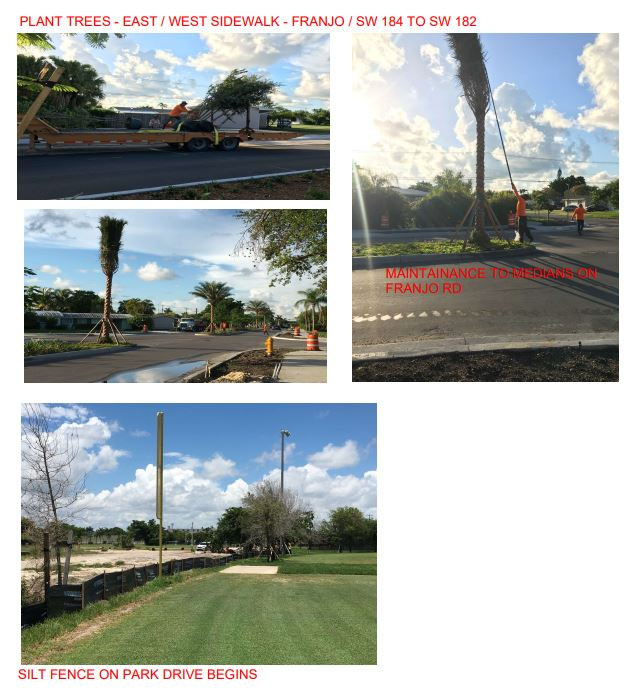 PLANT TREES - EAST / WEST SIDEWALK - FRANJO / SW 184 TO SW 182
MAINTAINANCE TO MEDIANS ON
FRANJO RD
SILT FENCE ON PARK DRIVE BEGINS